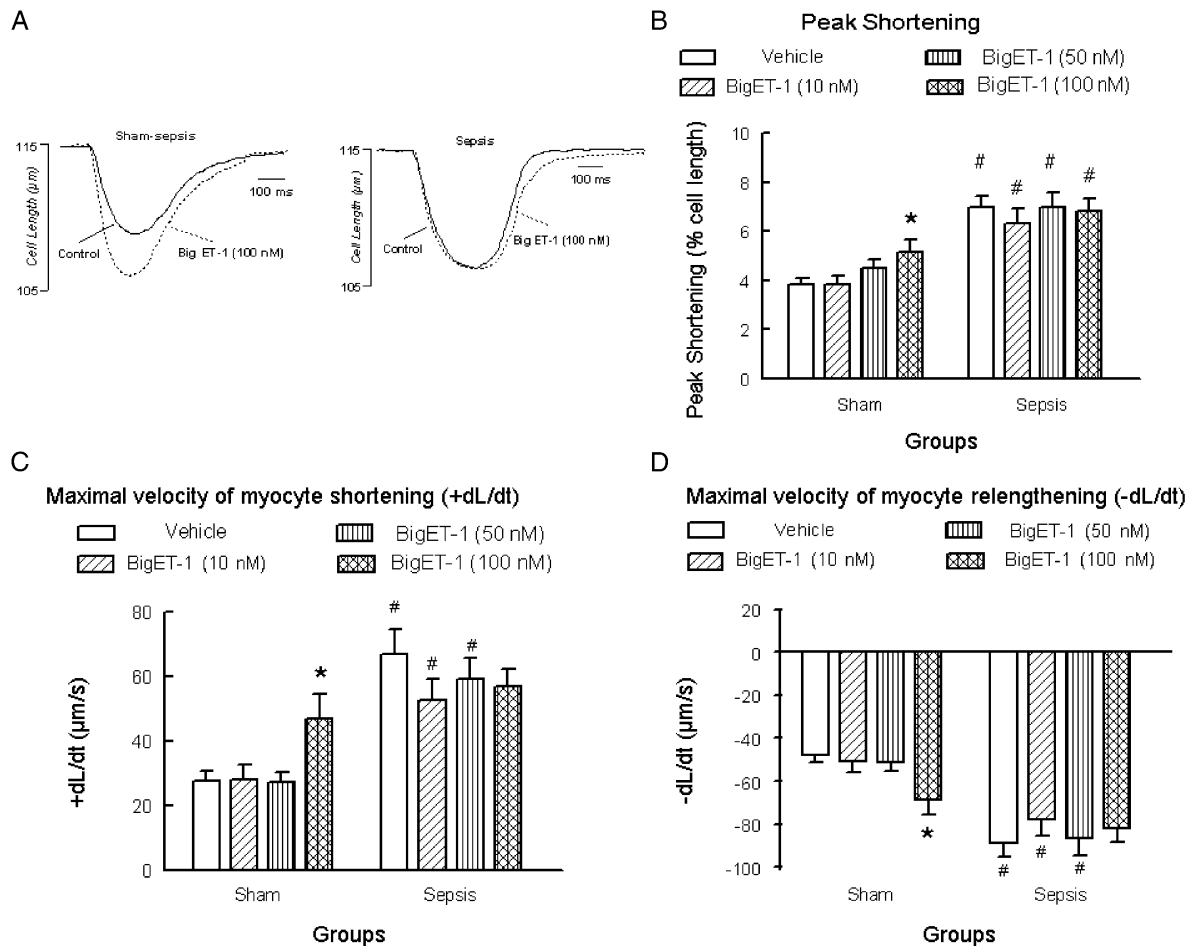 A
Sham-sepsis
115
Cell Length (µm)
105
Control
Big ET-1 (100 nM)
100 ms
Sepsis
115
Cell Length (µm)
105
Control
Big ET-1 (100 nM)
100 ms
B
Peak Shortening
Vehicle
BigET-1 (50 nM)
BigET-1 (10 nM)
BigET-1 (100 nM)
Peak Shortening (% cell length)
10
8
6
4
2
0
*
# # # #
Sham Sepsis
Groups
C
Maximal velocity of myocyte shortening (+dL/dt)
Vehicle
BigET-1 (50 nM)
BigET-1 (10 nM)
BigET-1 (100 nM)
+dL/dt (µm/s)
80
60
40
20
0
*
# # #
Sham Sepsis
Groups
D
Maximal velocity of myocyte relengthening (-dL/dt)
Vehicle
BigET-1 (50 nM)
BigET-1 (10 nM)
BigET-1 (100 nM)
-dL/dt (µm/s)
20
0
-20
-40
-60
-80
-100
*
# # #
Sham Sepsis
Groups